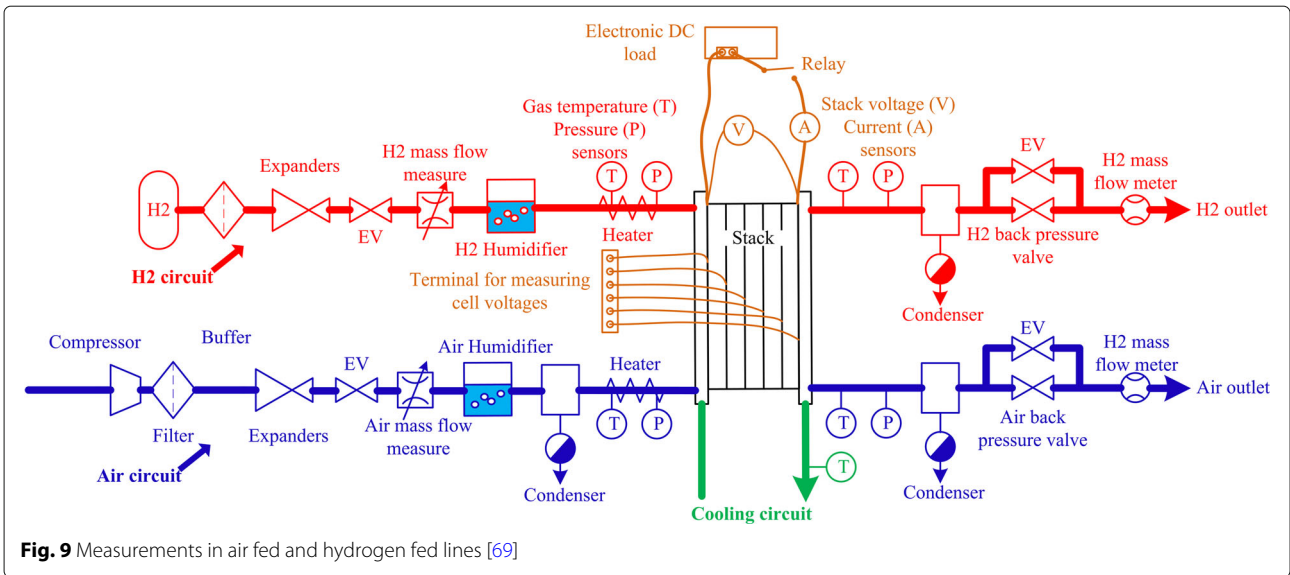 Electronic DC
load
Relay
Gas temperature (T)
Pressure (P)
sensors
Stack voltage (V)
Current (A)
sensors
V
A
Expanders
H2 mass flow
measure
EV
H2 mass
flow meter
T
P
T
P
H2
H2 outlet
EV
H2 Humidifier
Heater
Stack
H2 back pressure
valve
H2 circuit
Terminal for measuring
cell voltages
Condenser
Compressor
Buffer
EV
Air Humidifier
Heater
EV
H2 mass
flow meter
Air outlet
Filter
Expanders
Air mass flow
measure
T
P
T
P
Air back
pressure valve
Air circuit
Condenser
T
Condenser
Cooling circuit
Fig. 9 Measurements in air fed and hydrogen fed lines [69]